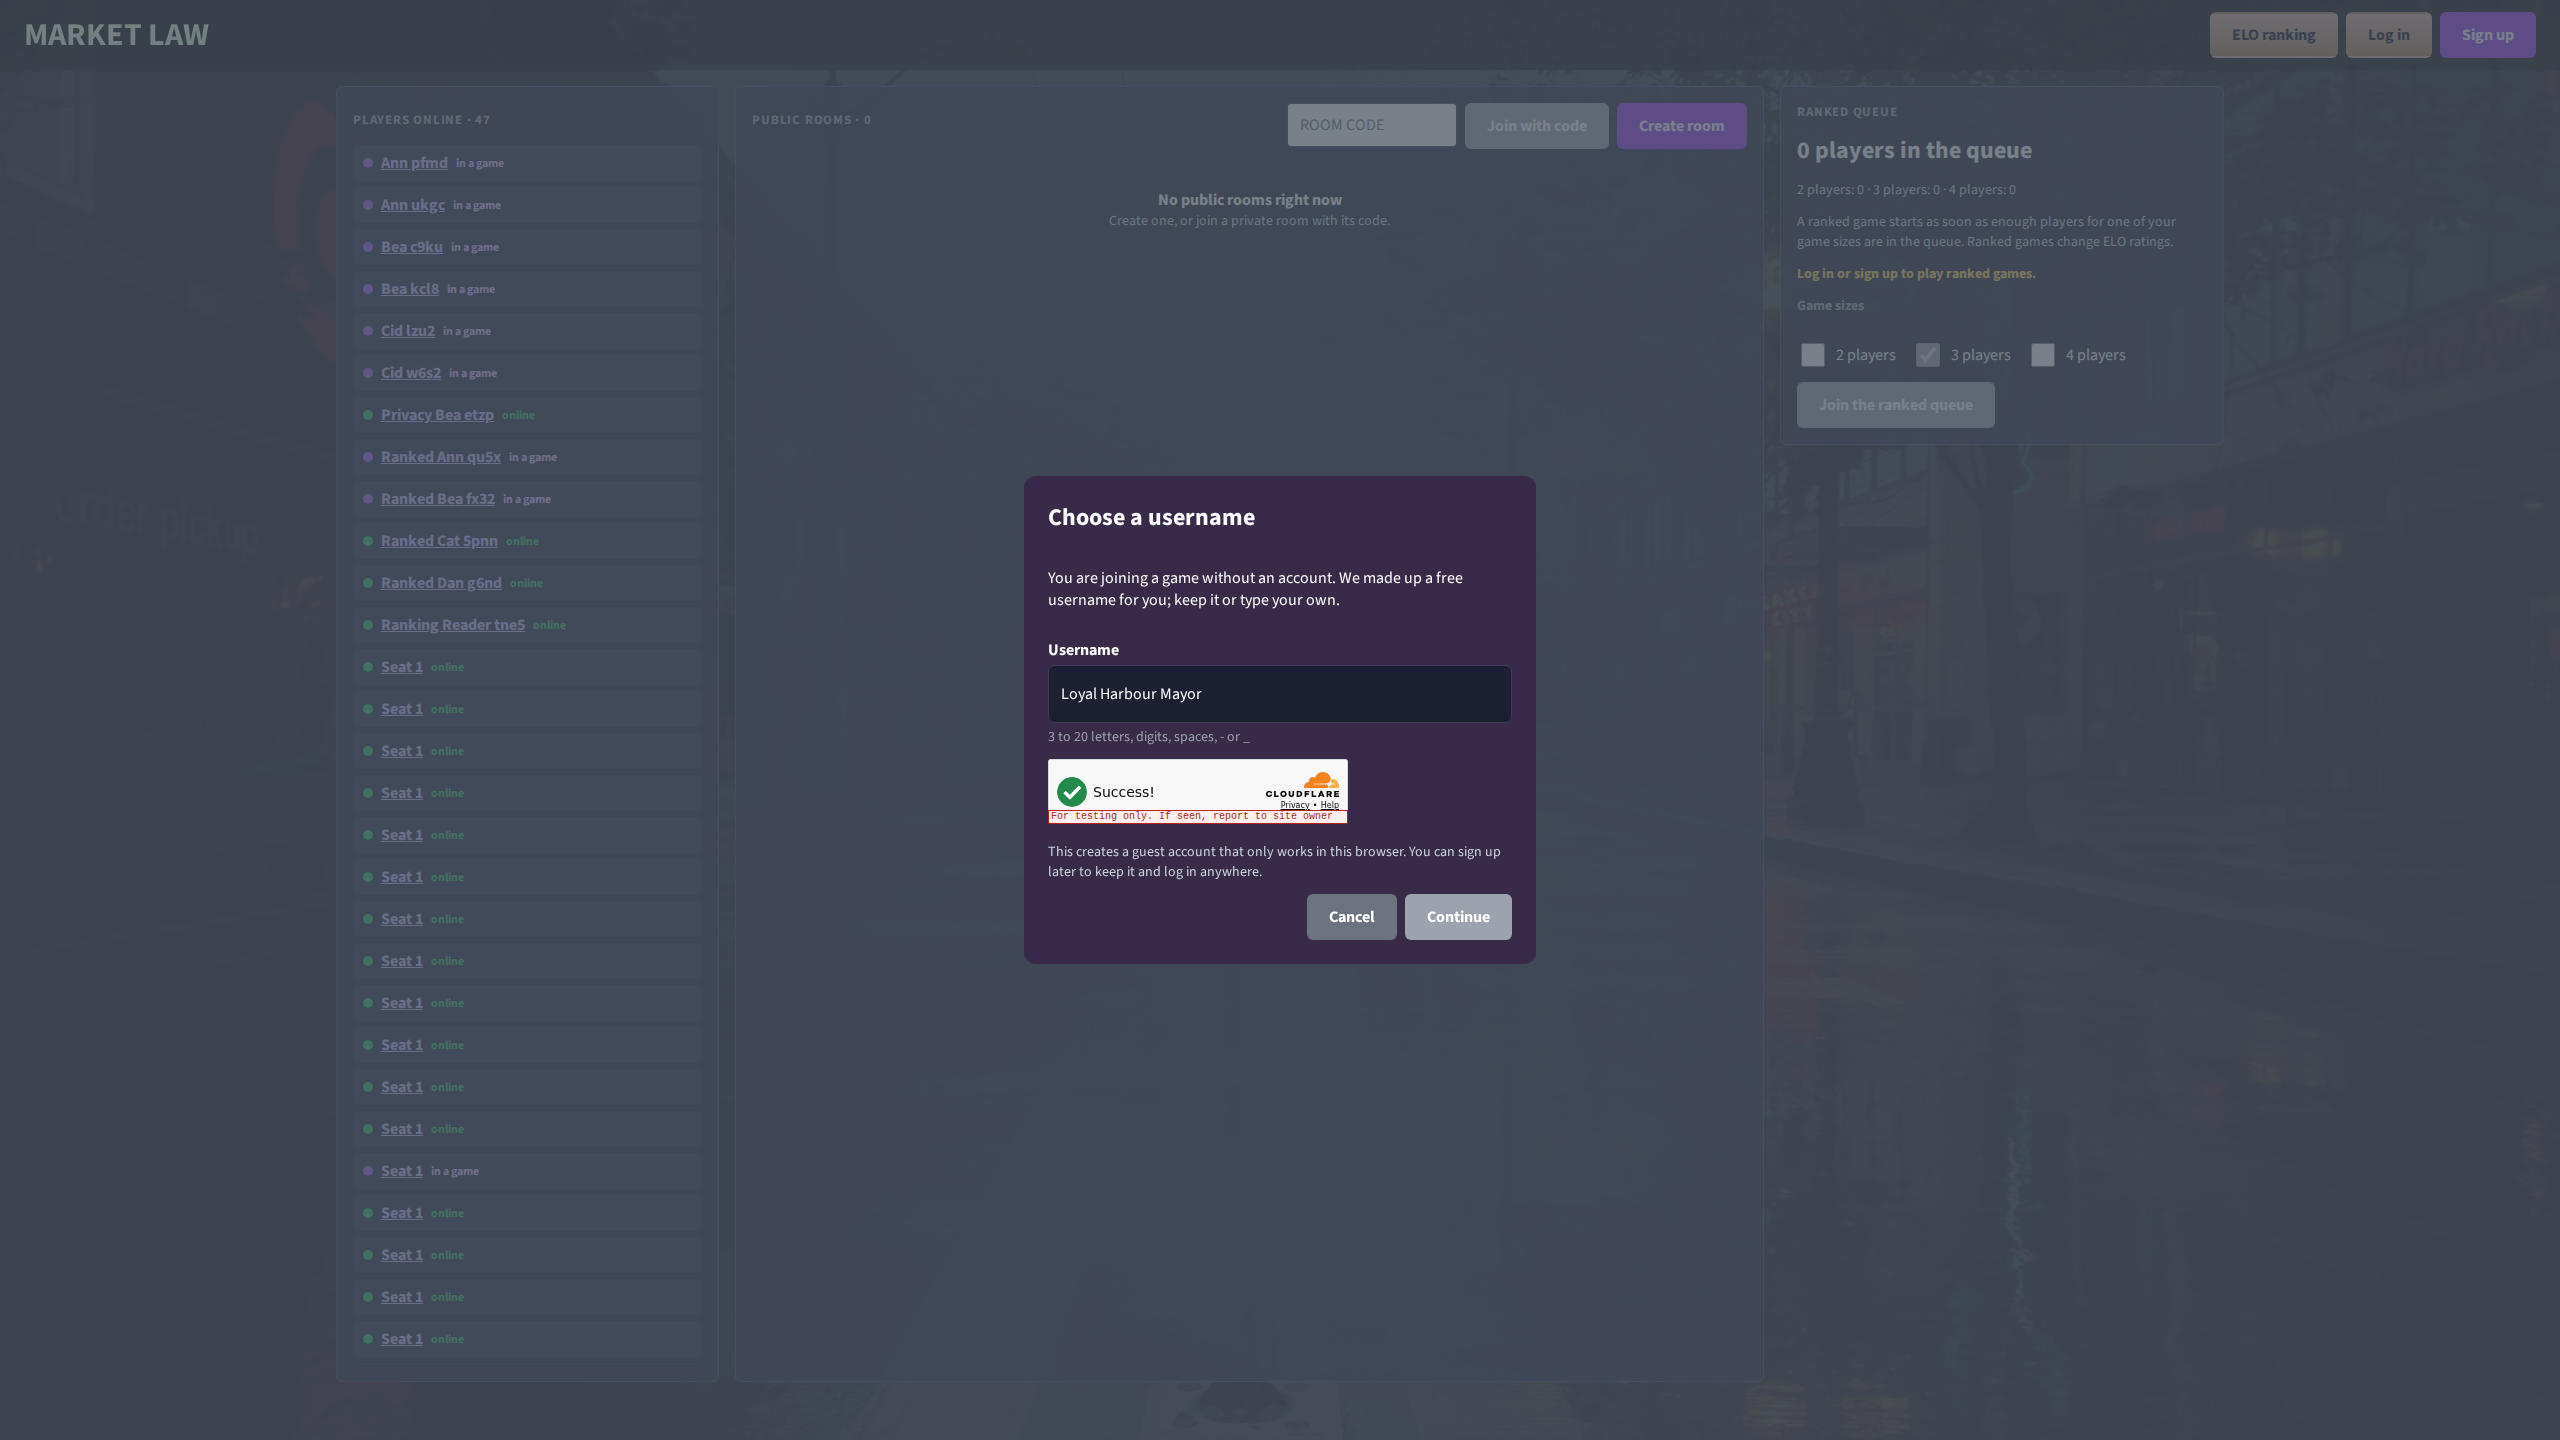 MARKET LAW
ELO ranking
Log in
Sign up
PLAYERS ONLINE · 47
Ann pfmd in a game
Ann ukgc in a game
Bea c9ku in a game
Bea kcl8 in a game
Cid lzu2 in a game
Cid w6s2 in a game
Privacy Bea etzp online
Ranked Ann qu5x in a game
Ranked Bea fx32 in a game
Ranked Cat 5pnn online
Ranked Dan g6nd online
Ranking Reader tne5 online
Seat 1 online
Seat 1 online
Seat 1 online
Seat 1 online
Seat 1 online
Seat 1 online
Seat 1 online
Seat 1 online
Seat 1 online
Seat 1 online
Seat 1 online
Seat 1 online
Seat 1 in a game
Seat 1 online
Seat 1 online
Seat 1 online
Seat 1 online
PUBLIC ROOMS · 0
ROOM CODE
Join with code
Create room
No public rooms right now
Create one, or join a private room with its code.
RANKED QUEUE
0 players in the queue
2 players: 0 · 3 players: 0 · 4 players: 0
A ranked game starts as soon as enough players for one of your
game sizes are in the queue. Ranked games change ELO ratings.
Log in or sign up to play ranked games.
Game sizes
2 players
3 players
4 players
Join the ranked queue
Choose a username
You are joining a game without an account. We made up a free
username for you; keep it or type your own.
Username
Loyal Harbour Mayor
3 to 20 letters, digits, spaces, - or _
Success!
CLOUDFLARE
Privacy • Help
For testing only. If seen, report to site owner
This creates a guest account that only works in this browser. You can sign up
later to keep it and log in anywhere.
Cancel
Continue
order pickup